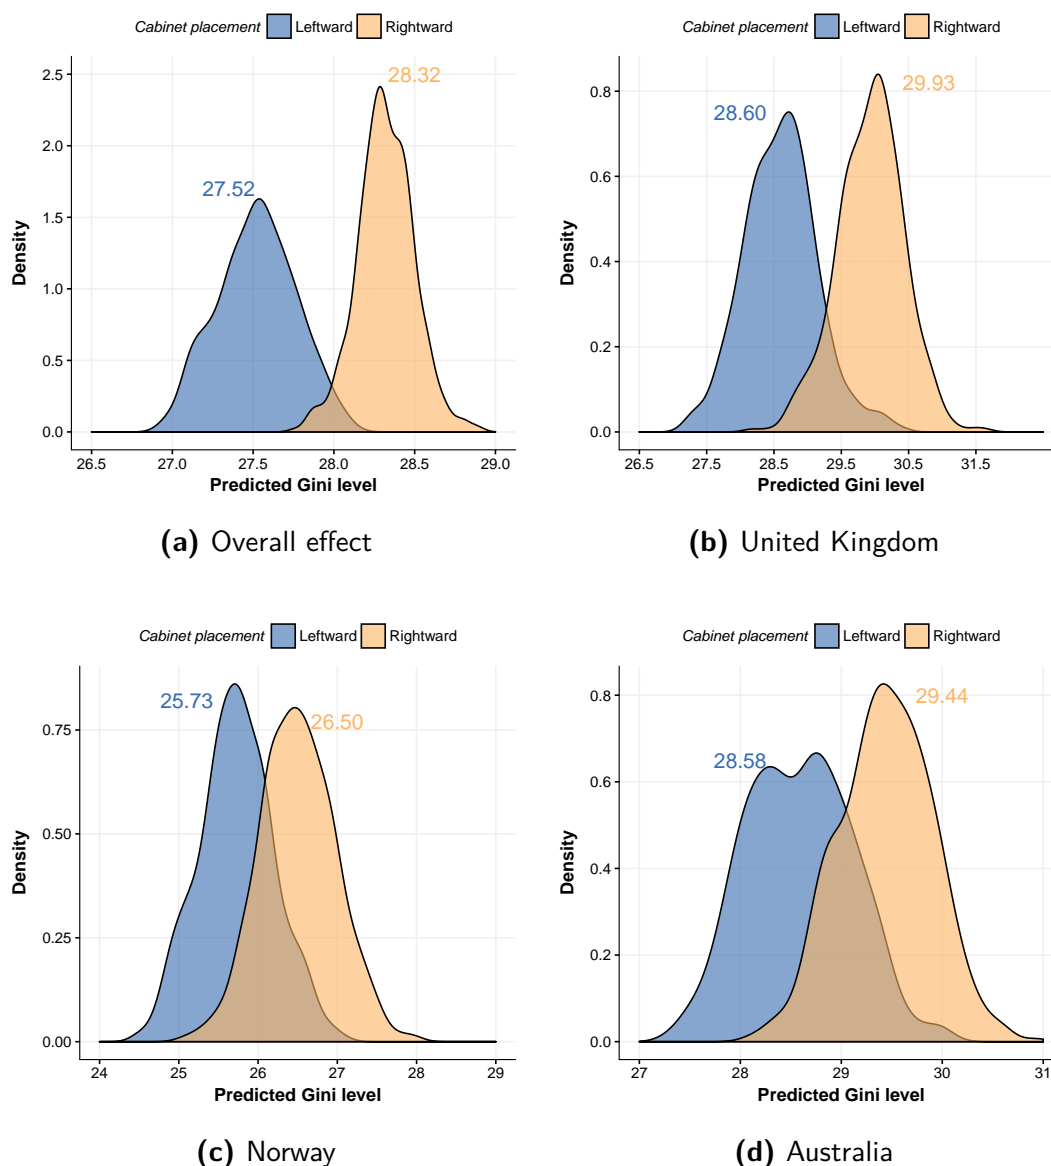 Cabinet placement Leftward Rightward
28.32
27.52
2.5
2.0
1.5
1.0
0.5
0.0
Density
26.5 27.0 27.5 28.0 28.5 29.0
Predicted Gini level
(a) Overall effect
Cabinet placement Leftward Rightward
29.93
28.60
0.8
0.6
0.4
0.2
0.0
Density
26.5 27.5 28.5 29.5 30.5 31.5
Predicted Gini level
(b) United Kingdom
Cabinet placement Leftward Rightward
25.73
26.50
0.75
0.50
0.25
0.00
Density
24 25 26 27 28 29
Predicted Gini level
(c) Norway
Cabinet placement Leftward Rightward
29.44
28.58
0.8
0.6
0.4
0.2
0.0
Density
27 28 29 30 31
Predicted Gini level
(d) Australia